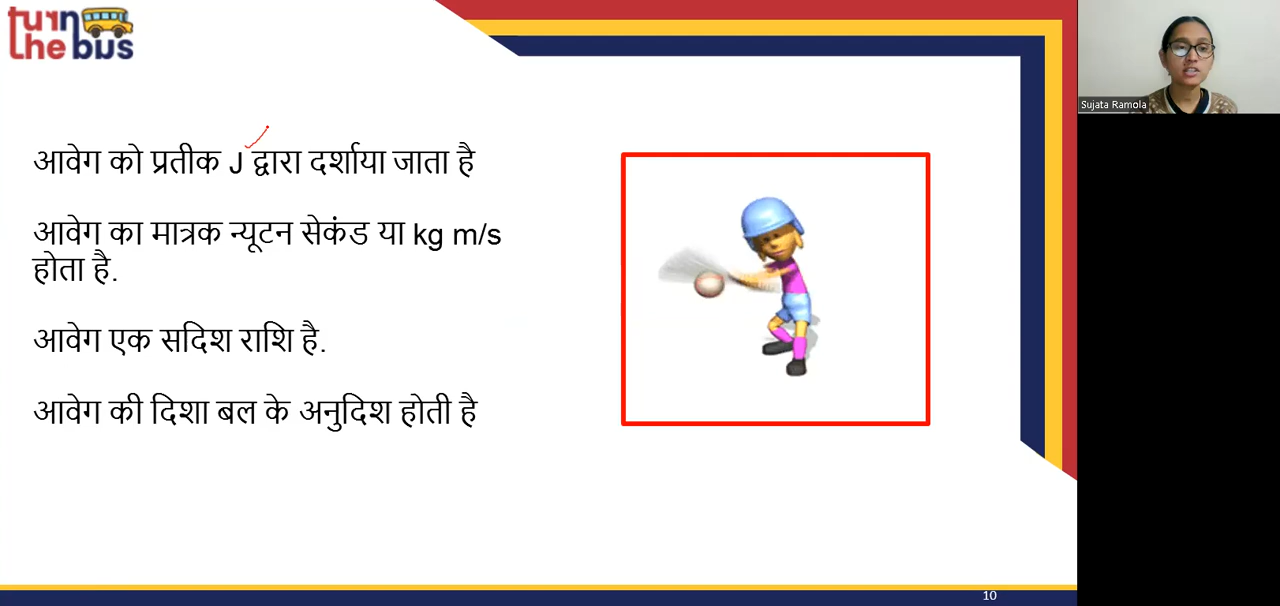 turn
the bus
Sujata Ramola
आवेग को प्रतीक J द्वारा दर्शाया जाता है
आवेग का मात्रक न्यूटन सेकंड या kg m/s
होता है.
आवेग एक सदिश राशि है.
आवेग की दिशा बल के अनुदिश होती है
10